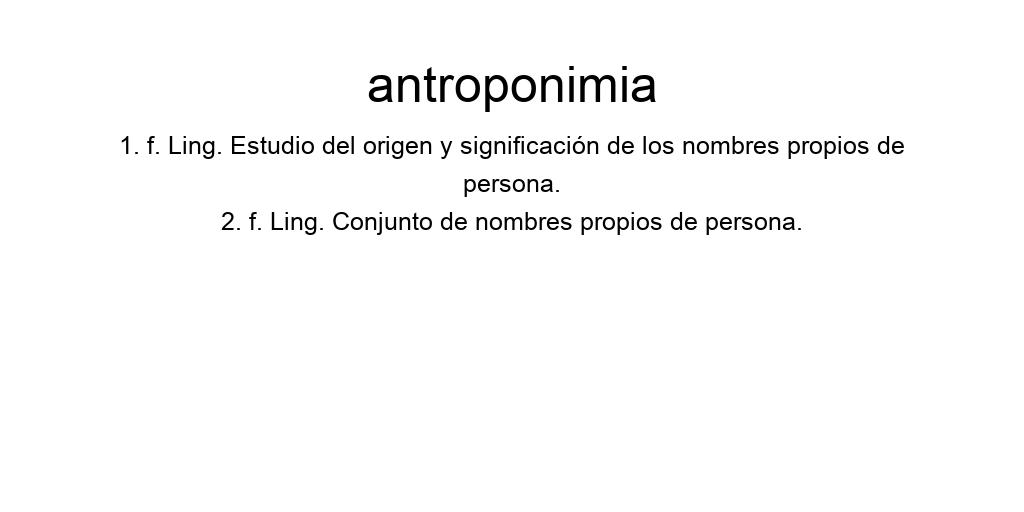 antroponimia
1. f. Ling. Estudio del origen y significación de los nombres propios de
persona.
2. f. Ling. Conjunto de nombres propios de persona.